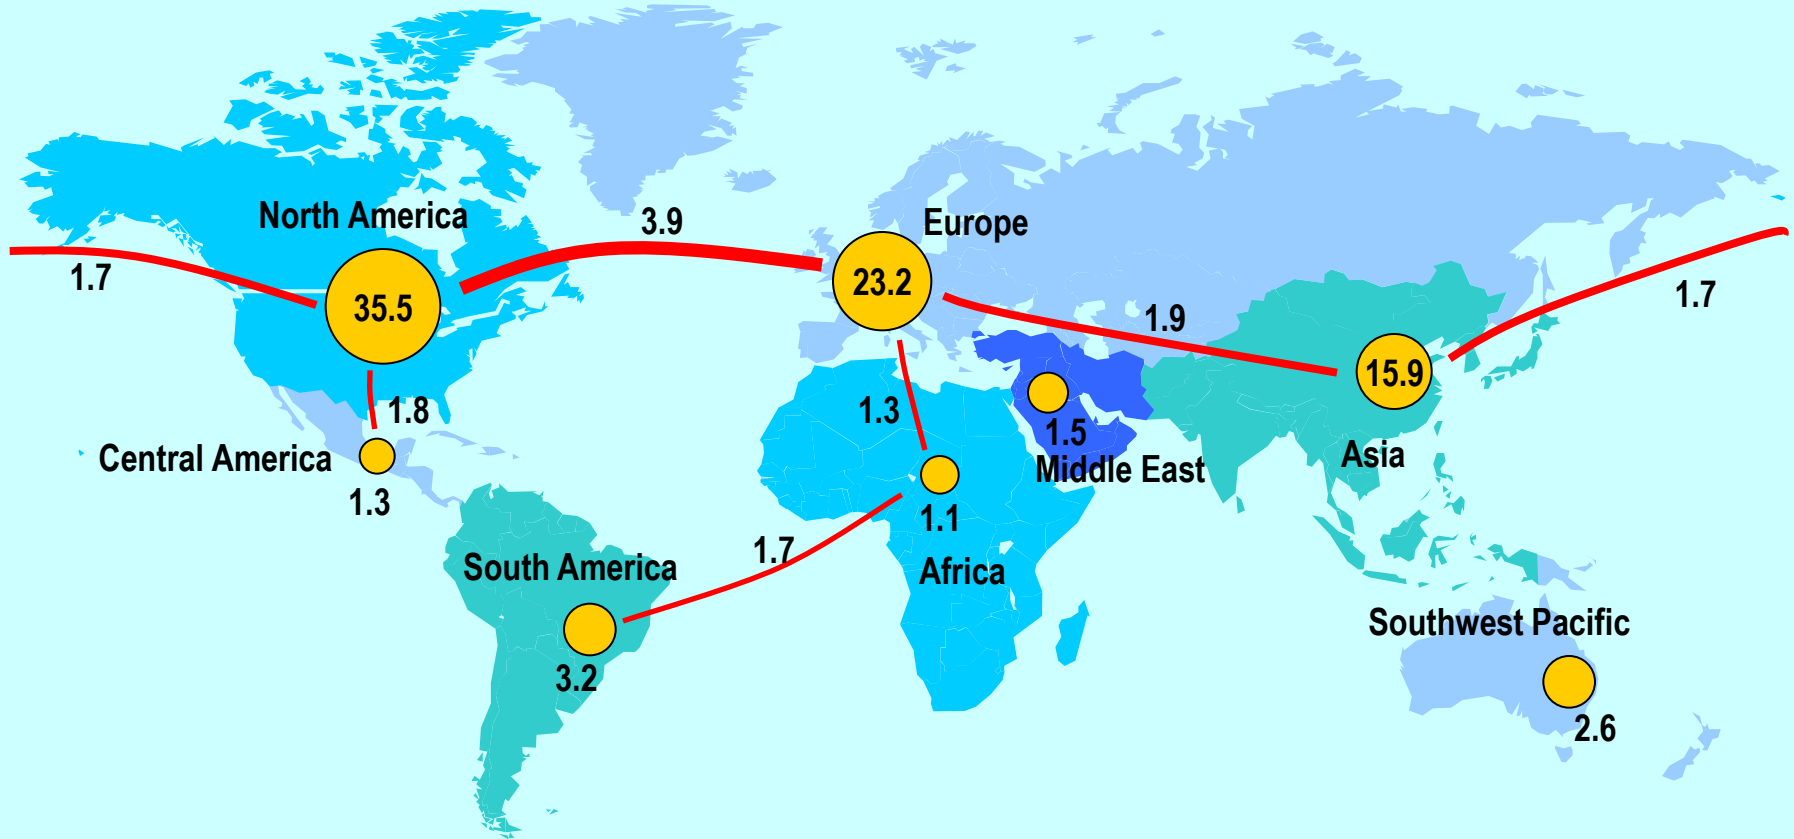 North America
3.9
Europe
1.7
35.5
23.2
1.7
1.9
15.9
1.8
1.3
1.5
Central America
Middle East
Asia
1.3
1.1
1.7
South America
Africa
3.2
Southwest Pacific
2.6